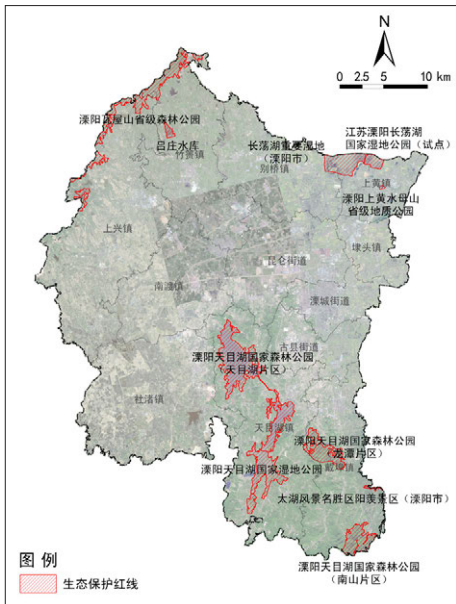 N
0 2.5 5 10 km
溧阳瓦屋山省级森林公园
吕庄水库
竹箦镇
长荡湖重要湿地
（溧阳市）
别桥镇
江苏溧阳长荡湖
国家湿地公园（试点）
上黄镇
溧阳上黄水母山
省级地质公园
上兴镇
埭头镇
昆仑街道
南渡镇
溧城街道
古县街道
溧阳天目湖国家森林公园
（天目湖片区）
社渚镇
天目湖镇
溧阳天目湖国家森林公园
（龙潭片区）
戴埠镇
溧阳天目湖国家湿地公园
太湖风景名胜区阳羡景区（溧阳市）
溧阳天目湖国家森林公园
（南山片区）
图 例
生态保护红线